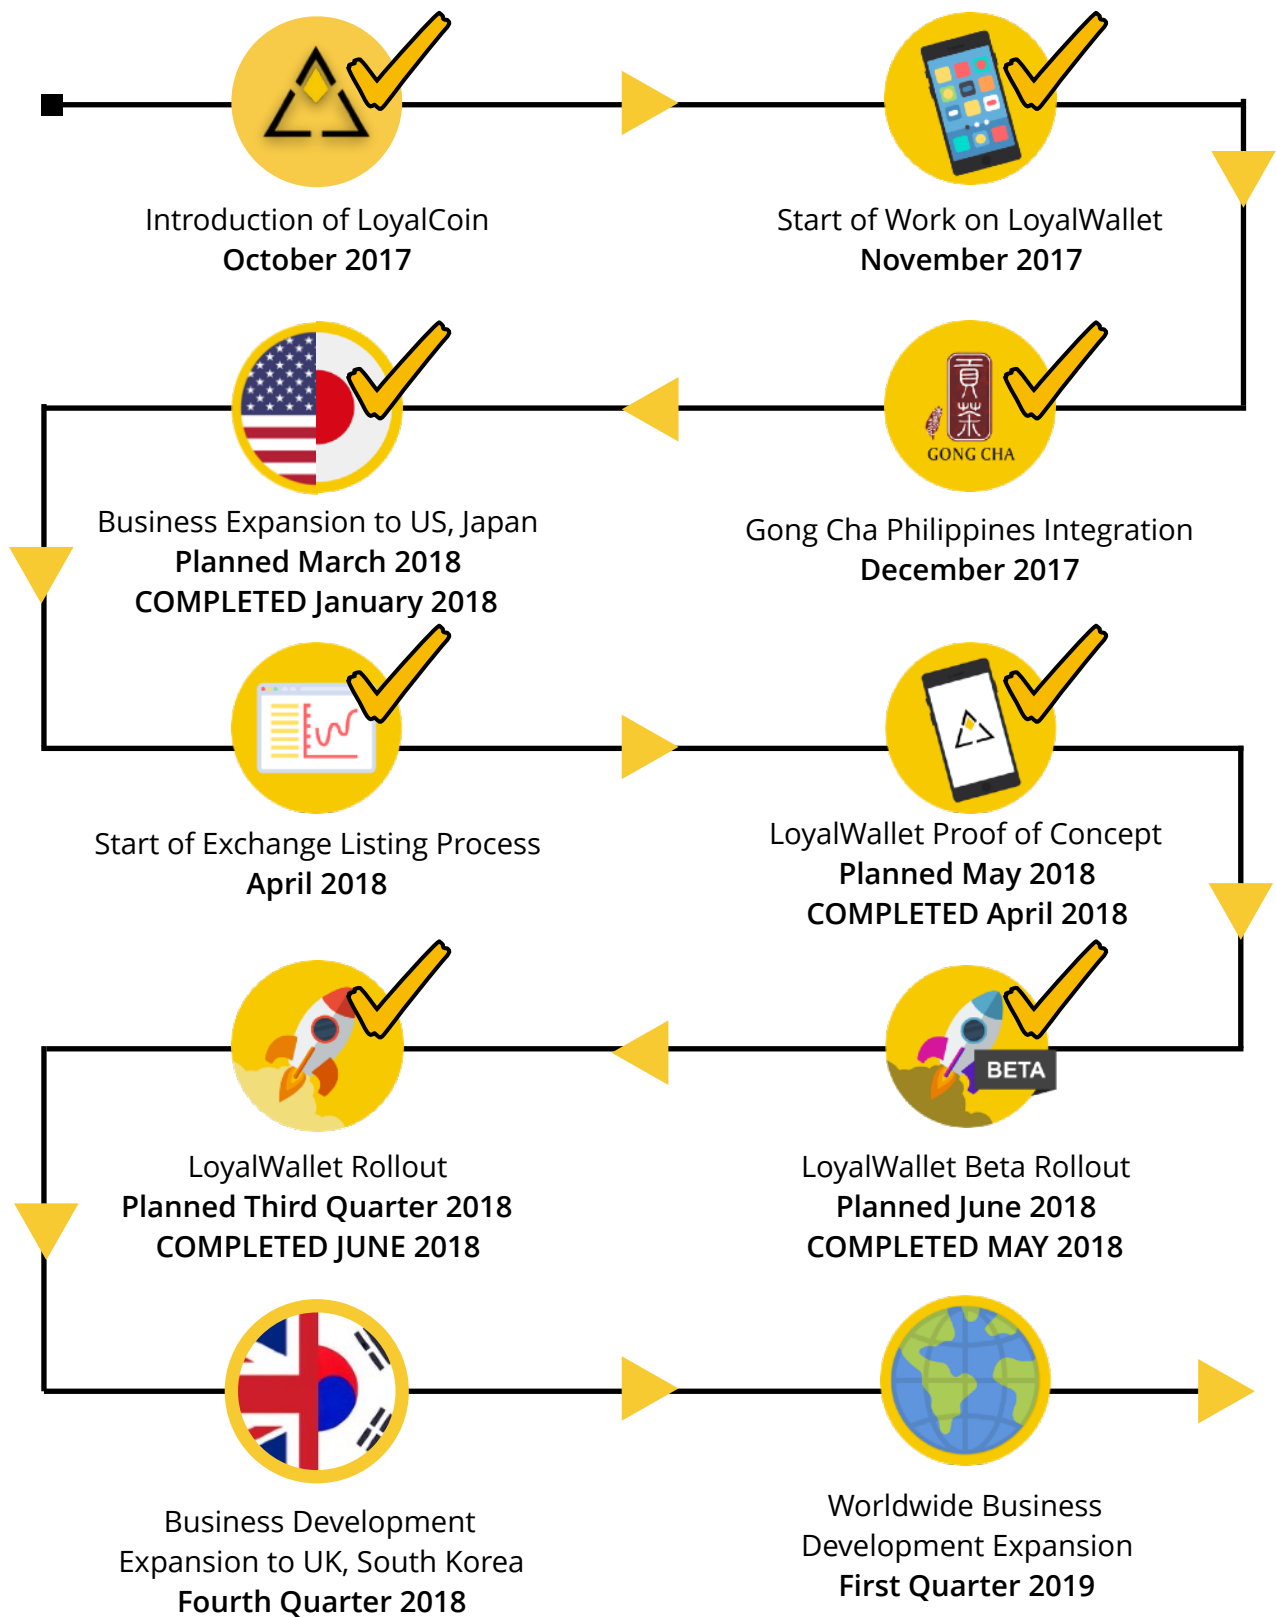 Introduction of LoyalCoin
October 2017
Start of Work on LoyalWallet
November 2017
貢茶
GONG CHA
Gong Cha Philippines Integration
December 2017
Business Expansion to US, Japan
Planned March 2018
COMPLETED January 2018
Start of Exchange Listing Process
April 2018
LoyalWallet Proof of Concept
Planned May 2018
COMPLETED April 2018
BETA
LoyalWallet Beta Rollout
Planned June 2018
COMPLETED MAY 2018
LoyalWallet Rollout
Planned Third Quarter 2018
COMPLETED JUNE 2018
Business Development
Expansion to UK, South Korea
Fourth Quarter 2018
Worldwide Business
Development Expansion
First Quarter 2019